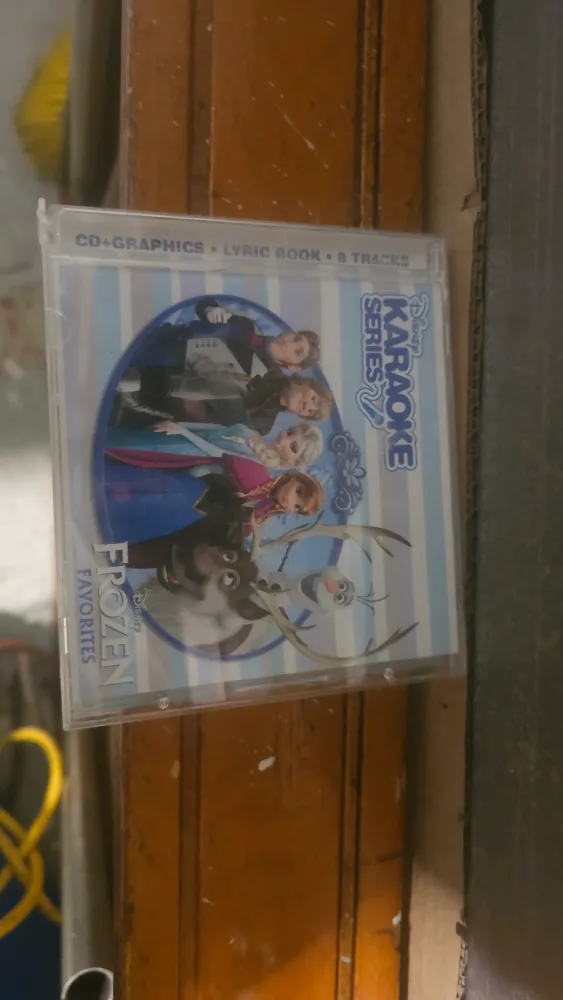 CD+GRAPHICS • LYRIC BOOK • 8 TRACKS
Disney
KARAOKE
SERIES
Disney
FROZEN
FAVORITES